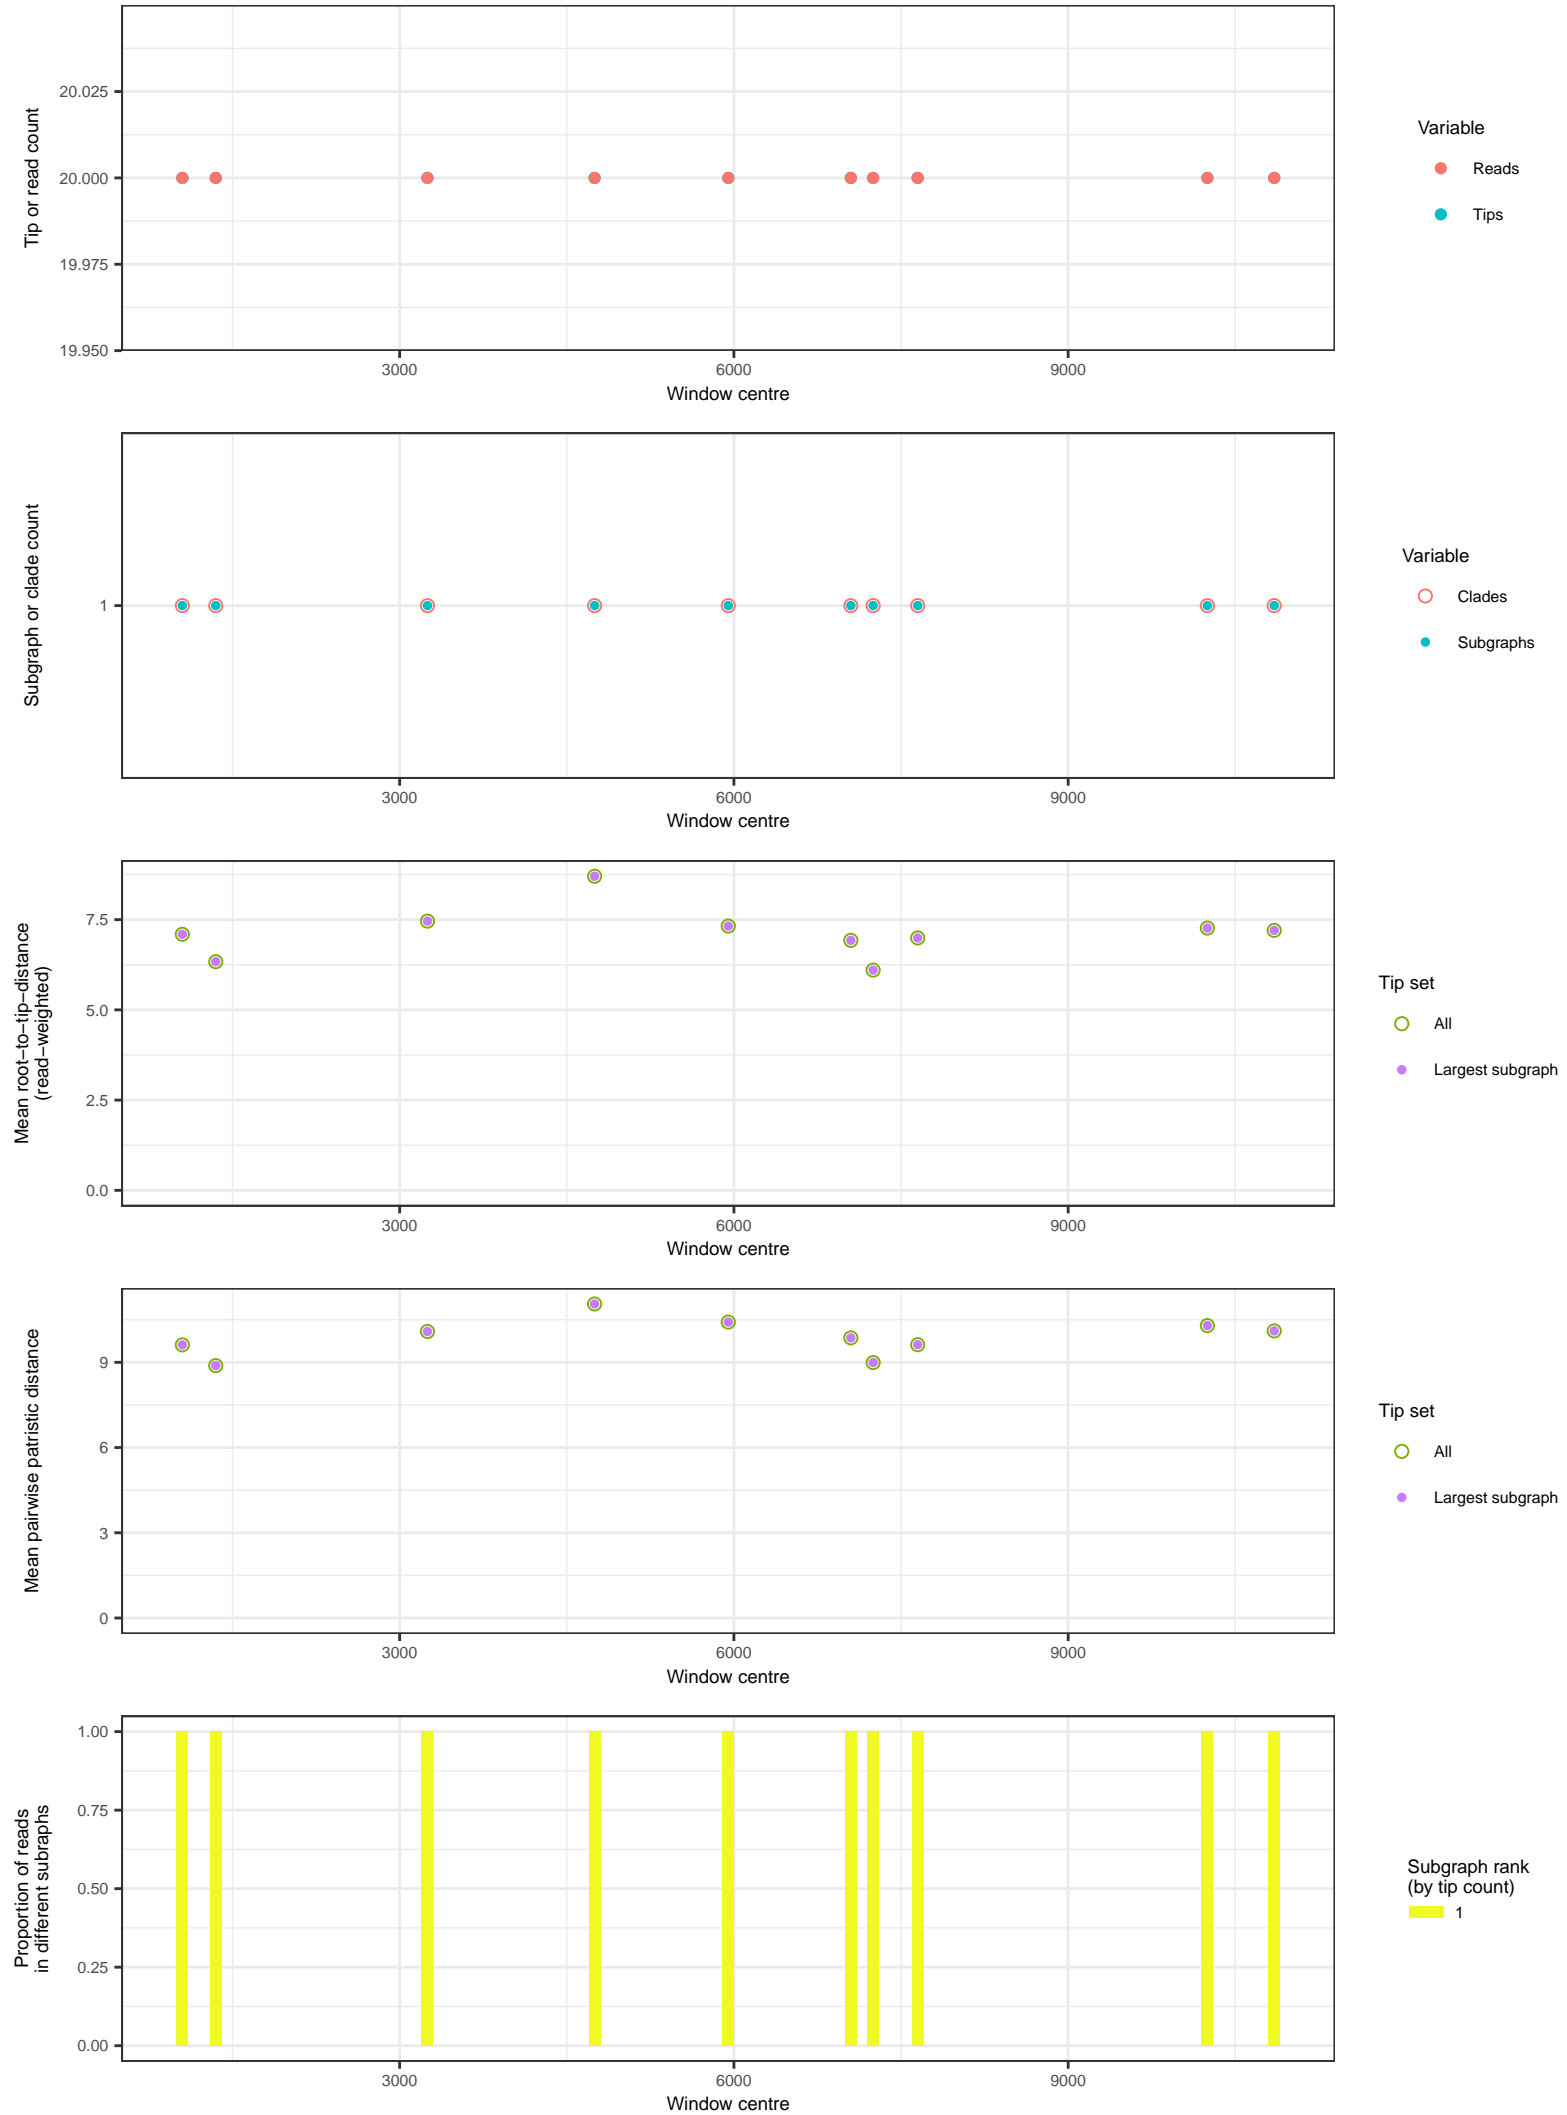 Tip or read count
20.025
20.000
19.975
19.950
3000
6000
9000
Window centre
Variable
Reads
Tips
Subgraph or clade count
1
3000
6000
9000
Window centre
Variable
Clades
Subgraphs
Mean root−to−tip−distance
(read−weighted)
7.5
5.0
2.5
0.0
3000
6000
9000
Window centre
Tip set
All
Largest subgraph
Mean pairwise patristic distance
9
6
3
0
3000
6000
9000
Window centre
Tip set
All
Largest subgraph
Proportion of reads
in different subraphs
1.00
0.75
0.50
0.25
0.00
3000
6000
9000
Window centre
Subgraph rank
(by tip count)
1